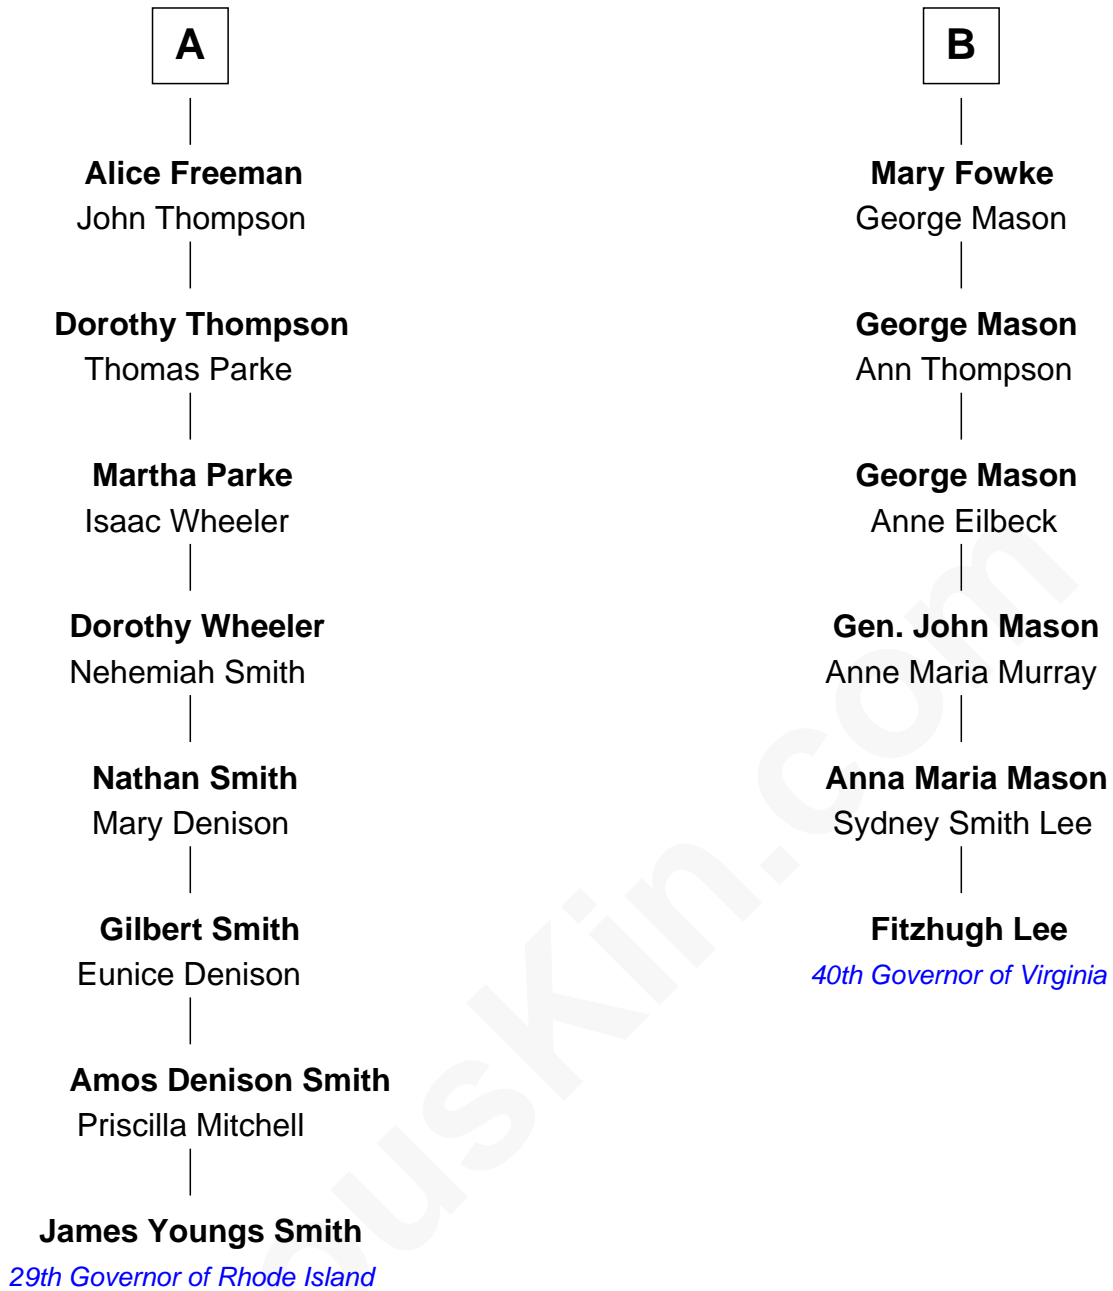 A
Alice Freeman
John Thompson
Dorothy Thompson
Thomas Parke
Martha Parke
Isaac Wheeler
Dorothy Wheeler
Nehemiah Smith
Nathan Smith
Mary Denison
Gilbert Smith
Eunice Denison
Amos Denison Smith
Priscilla Mitchell
James Youngs Smith
29th Governor of Rhode Island
B
Mary Fowke
George Mason
George Mason
Ann Thompson
George Mason
Anne Eilbeck
Gen. John Mason
Anne Maria Murray
Anna Maria Mason
Sydney Smith Lee
Fitzhugh Lee
40th Governor of Virginia
ousKin.com